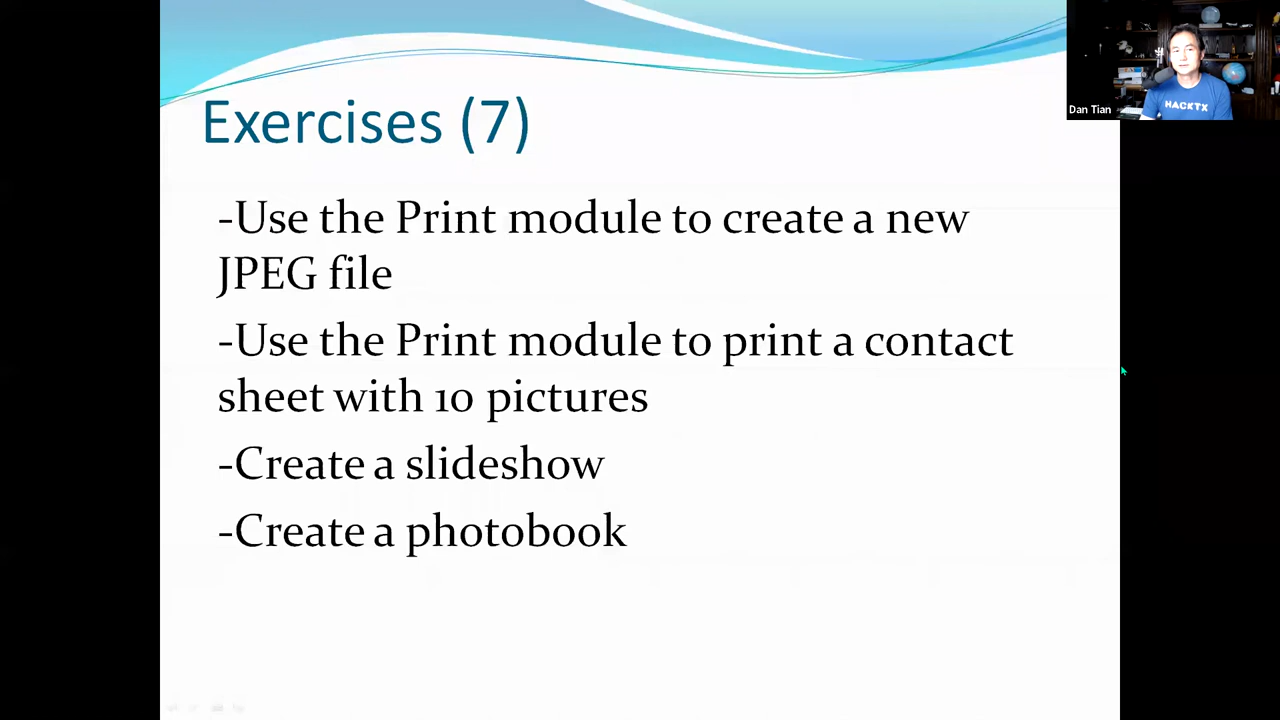 Dan Tian
HACKTX
Exercises (7)
-Use the Print module to create a new
JPEG file
-Use the Print module to print a contact
sheet with 10 pictures
-Create a slideshow
-Create a photobook